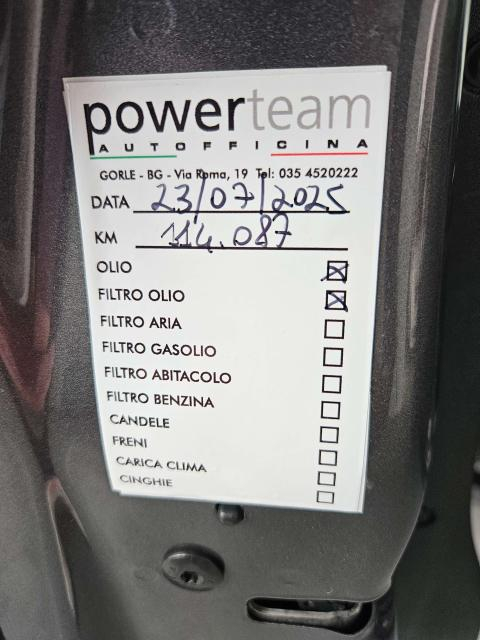 powerteam
AUTOFFICINA
GORLE - BG - Via Roma, 19 Tel: 035 4520222
DATA 23/07/2025
KM 114.087
OLIO
FILTRO OLIO
FILTRO ARIA
FILTRO GASOLIO
FILTRO ABITACOLO
FILTRO BENZINA
CANDELE
FRENI
CARICA CLIMA
CINGHIE